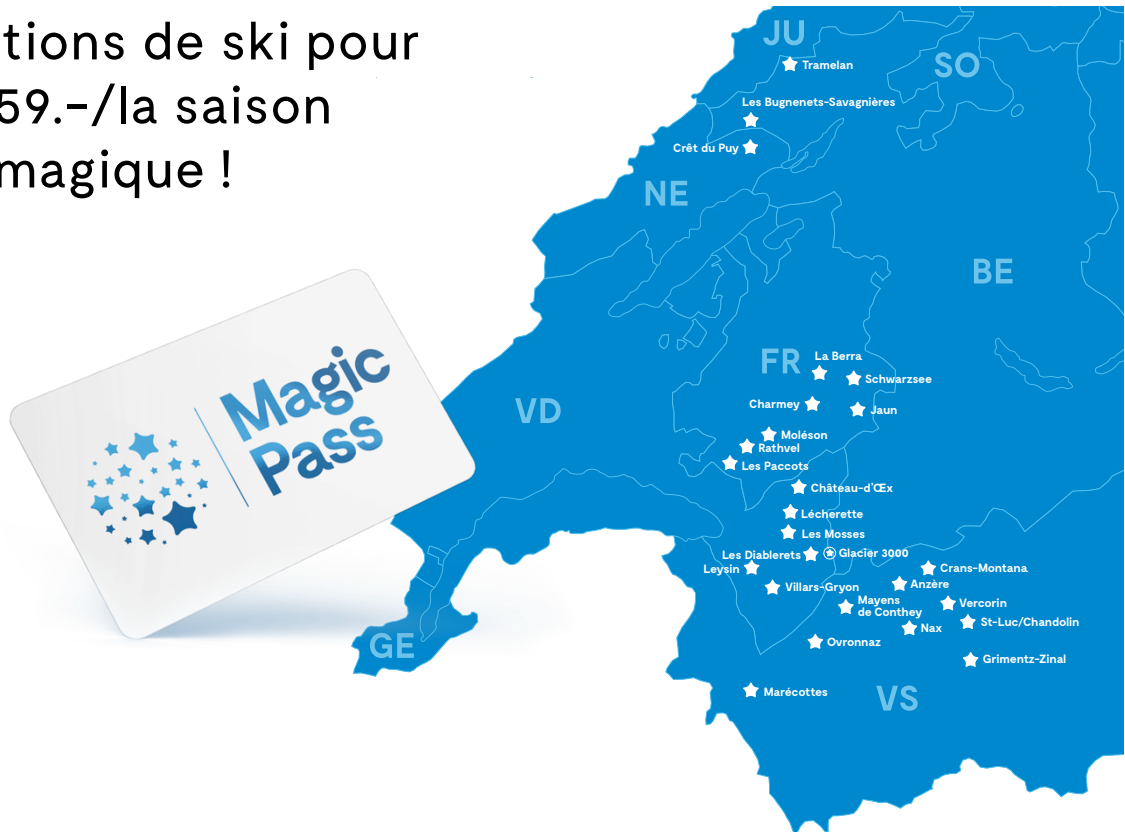 tions de ski pour
59.-/la saison
magique !
Magic
Pass
JU
Tramelan
SO
Les Bugnenets-Savagnières
Crêt du Puy
NE
BE
FR
La Berra
Schwarzsee
Charmey
Jaun
VD
Moléson
Rathvel
Les Paccots
Château-d'Œx
Lécherette
Les Mosses
Les Diablerets
Glacier 3000
Leysin
Crans-Montana
Villars-Gryon
Anzère
Mayens
de Conthey
Vercorin
St-Luc/Chandolin
Nax
Ovronnaz
GE
Grimentz-Zinal
Marécottes
VS